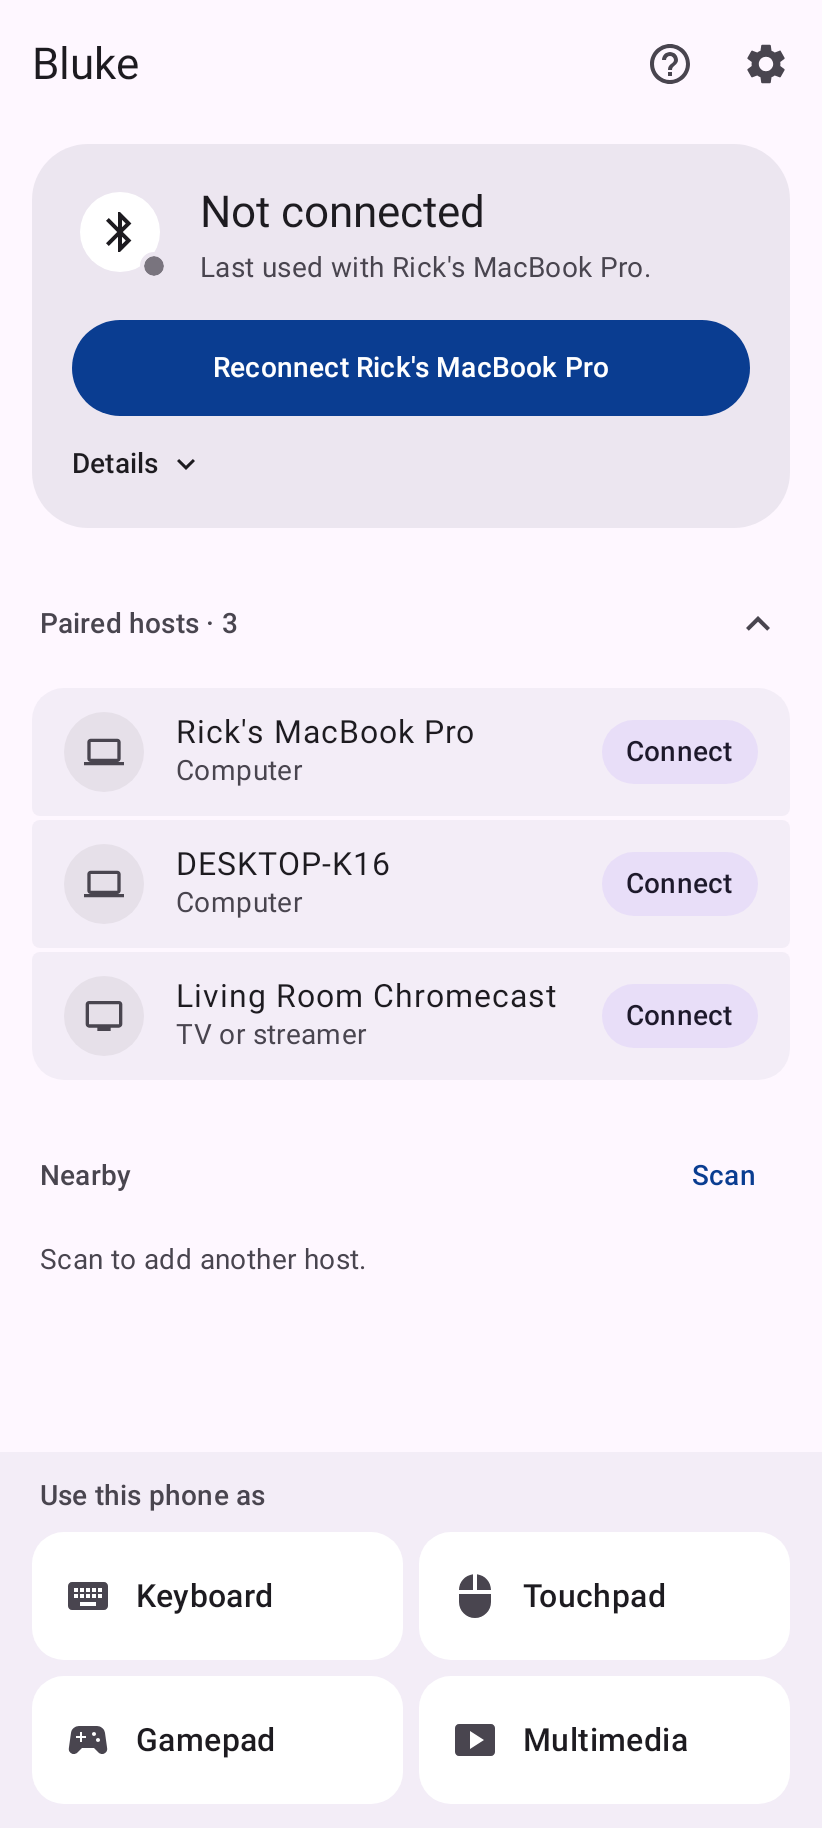 Bluke
Not connected
Last used with Rick's MacBook Pro.
Reconnect Rick's MacBook Pro
Details
Paired hosts · 3
Rick's MacBook Pro
Computer
Connect
DESKTOP-K16
Computer
Connect
Living Room Chromecast
TV or streamer
Connect
Nearby
Scan
Scan to add another host.
Use this phone as
Keyboard
Touchpad
Gamepad
Multimedia